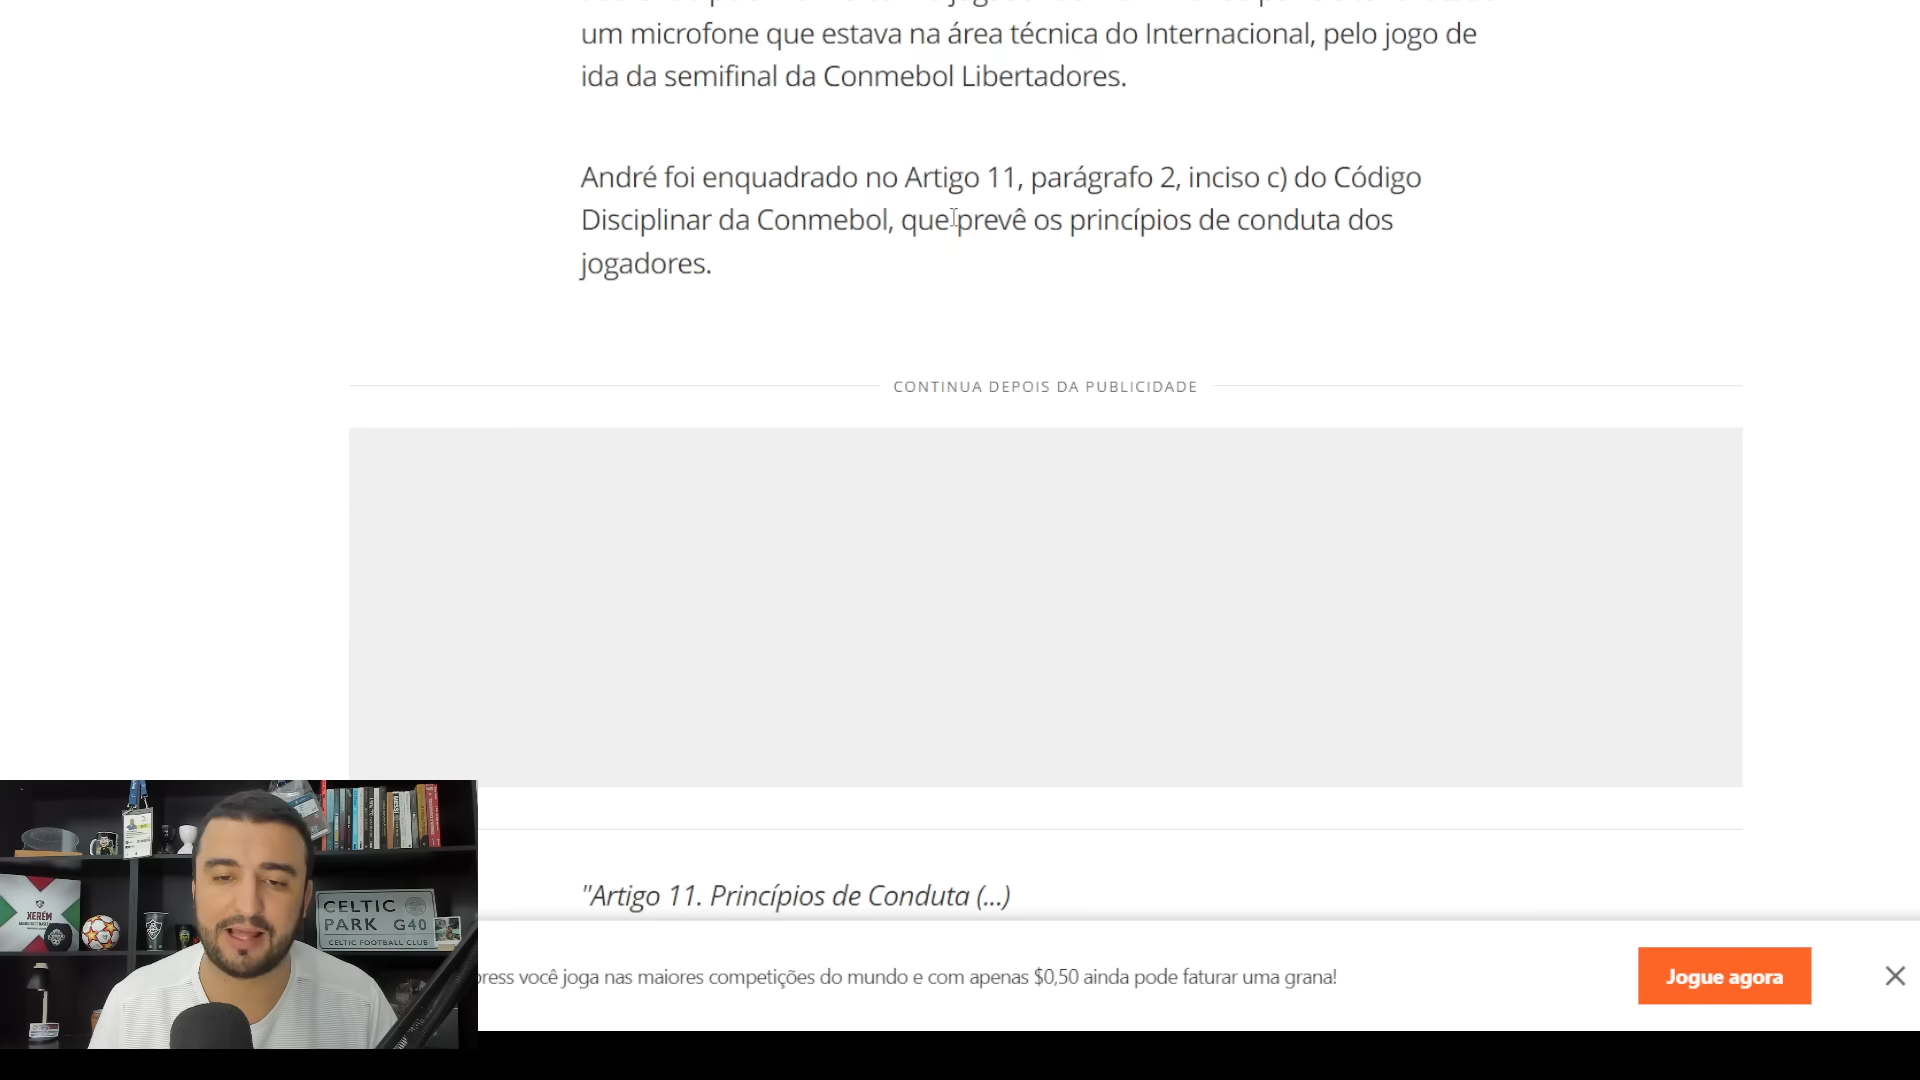 um microfone que estava na área técnica do Internacional, pelo jogo de
ida da semifinal da Conmebol Libertadores.
André foi enquadrado no Artigo 11, parágrafo 2, inciso c) do Código
Disciplinar da Conmebol, que prevê os princípios de conduta dos
jogadores.
CONTINUA DEPOIS DA PUBLICIDADE
"Artigo 11. Princípios de Conduta (...)
você joga nas maiores competições do mundo e com apenas $0,50 ainda pode faturar uma grana!
Jogue agora
XERÉM
CELTIC
PARK G40
CELTIC FOOTBALL CLUB